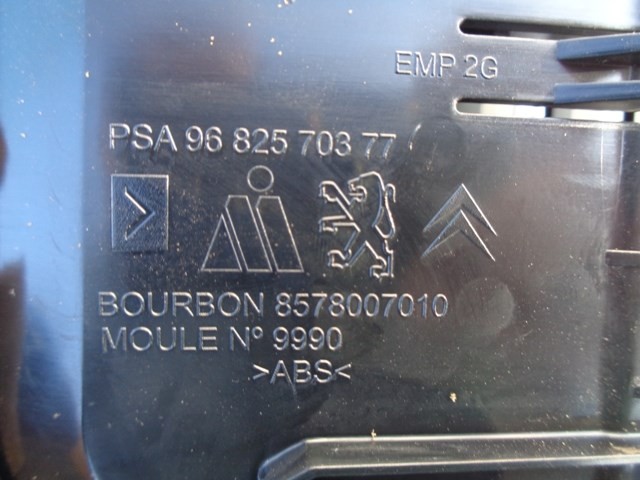 EMP 2G
PSA 96 825 703 77
BOURBON 8578007010
MOULE Nº 9990
>ABS<